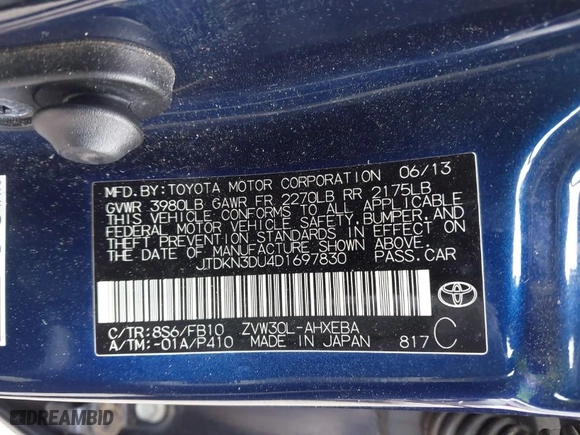 MFD. BY: TOYOTA MOTOR CORPORATION 06/13
GVWR 3980LB GAWR FR 2270LB RR 2175LB
THIS VEHICLE CONFORMS TO ALL APPLICABLE
FEDERAL MOTOR VEHICLE SAFETY, BUMPER, AND
THEFT PREVENTION STANDARDS IN EFFECT ON
THE DATE OF MANUFACTURE SHOWN ABOVE.
JTDKN3DU4D1697830 PASS. CAR
C/TR: 8S6/FB10 ZVW30L-AHXEBA
A/TM: -01A/P410 MADE IN JAPAN 817 C
TOYOTA
DREAMBID